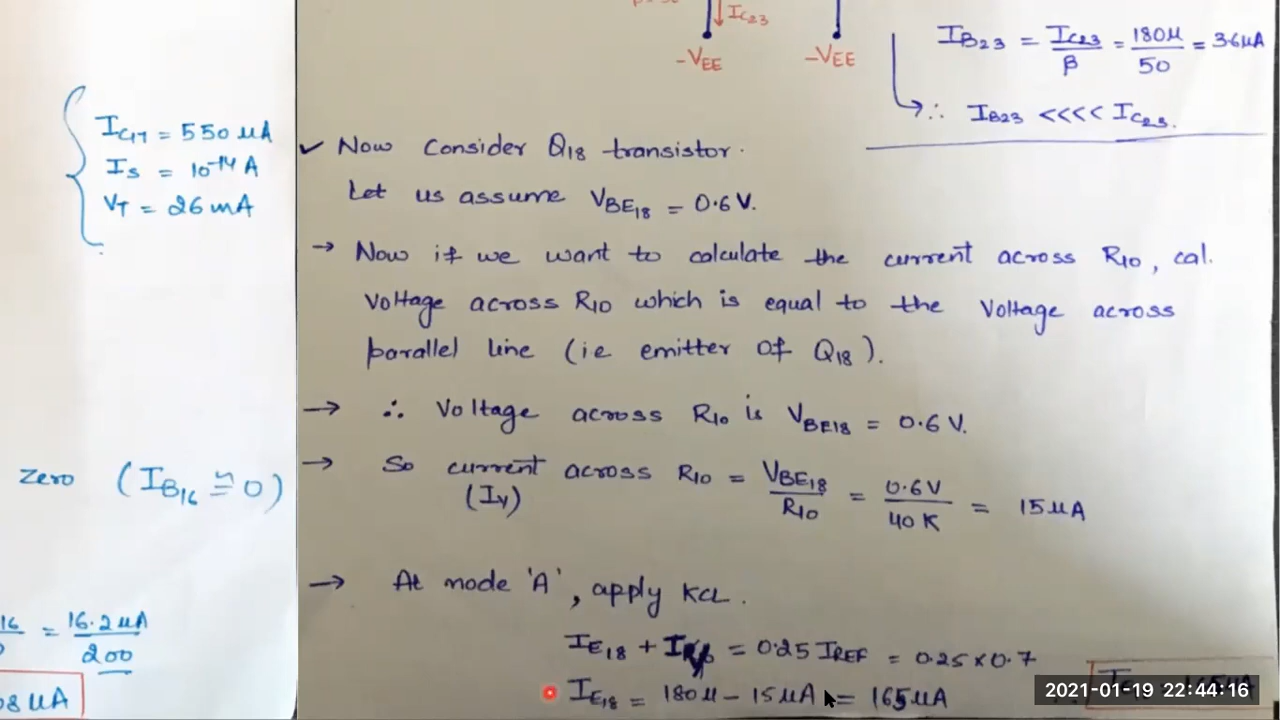 IC23
-VEE
-VEE
IB23 = IC23/β = 180μ/50 = 3.6μA
∴ IB23 <<<< IC23.
IC17 = 550 μA
IS = 10^-14 A
VT = 26 mA
zero (IB16 ≅ 0)
16 = 16.2μA/200
8μA
✓ Now consider Q18 transistor.
Let us assume VBE18 = 0.6 V.
→ Now if we want to calculate the current across R10, cal.
voltage across R10 which is equal to the voltage across
parallel line (ie emitter of Q18).
→ ∴ Voltage across R10 is VBE18 = 0.6 V.
→ So current across R10 = VBE18/R10 = 0.6V/40K = 15μA
(IY)
→ At node 'A', apply KCL.
IE18 + I = 0.25 IREF = 0.25 x 0.7
IE18 = 180μ - 15μA = 165μA
2021-01-19 22:44:16